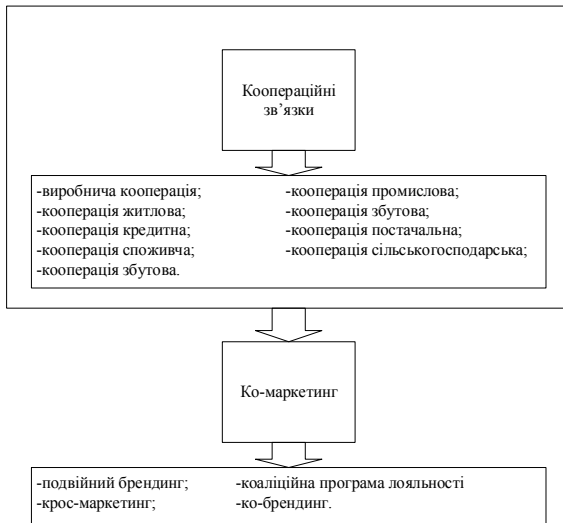 Коопераційні
зв’язки
-виробнича кооперація;
-кооперація житлова;
-кооперація кредитна;
-кооперація споживча;
-кооперація збутова.
-кооперація промислова;
-кооперація збутова;
-кооперація постачальна;
-кооперація сільськогосподарська;
Ко-маркетинг
-подвійний брендинг;
-крос-маркетинг;
-коаліційна програма лояльності
-ко-брендинг.